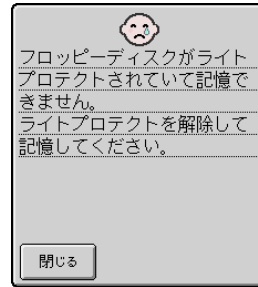 フロッピーディスクがライト
プロテクトされていて記憶で
きません。
ライトプロテクトを解除して
記憶してください。
閉じる